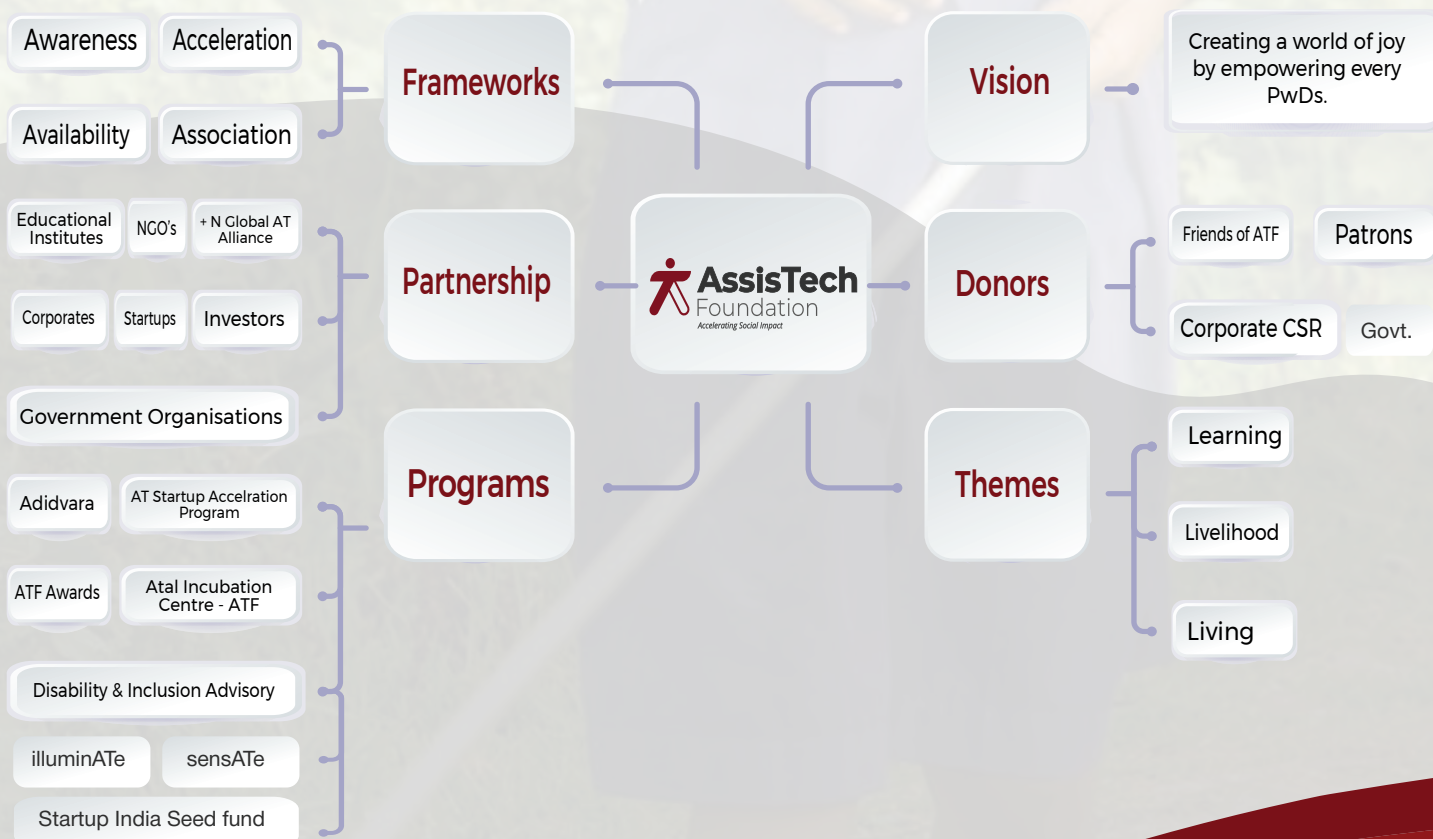 Awareness
Acceleration
Availability
Association
Frameworks
Educational
Institutes
NGO's
+ N Global AT
Alliance
Corporates
Startups
Investors
Government Organisations
Partnership
Adidvara
AT Startup Accelration
Program
ATF Awards
Atal Incubation
Centre - ATF
Disability & Inclusion Advisory
illuminATe
sensATe
Startup India Seed fund
Programs
AssisTech
Foundation
Accelerating Social Impact
Vision
Creating a world of joy
by empowering every
PwDs.
Donors
Friends of ATF
Patrons
Corporate CSR
Govt.
Themes
Learning
Livelihood
Living